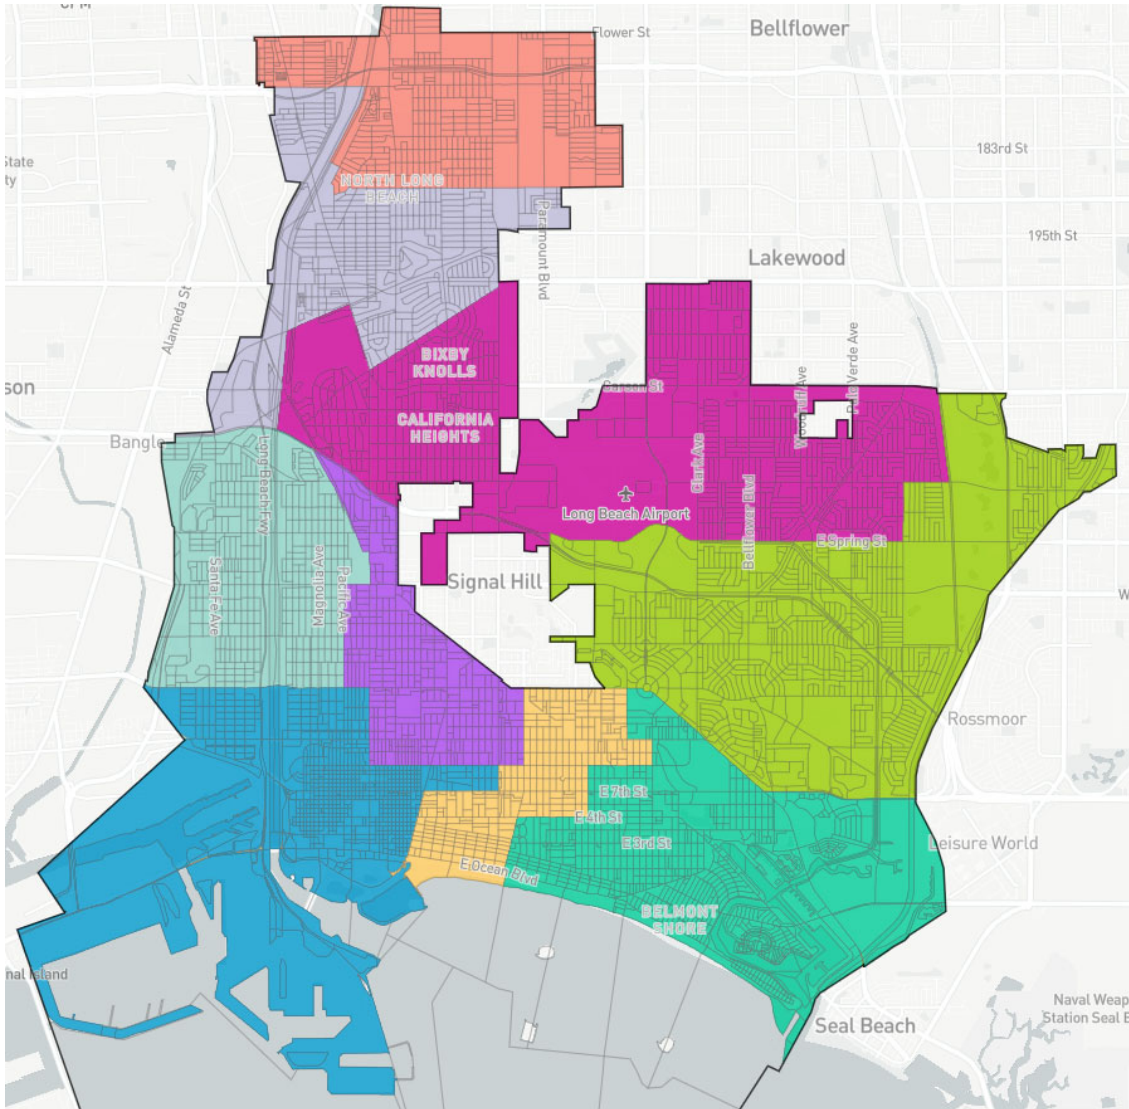 Flower St
Bellflower
State
ty
183rd St
NORTH LONG
BEACH
Paramount Blvd
195th St
Lakewood
Alameda St
BIXBY
KNOLLS
Carson St
Woodruff Ave
Palo Verde Ave
son
CALIFORNIA
HEIGHTS
Bangle
Long Beach Fwy
Clark Ave
Bellflower Blvd
Long Beach Airport
E Spring St
Santa Fe Ave
Magnolia Ave
Pacific Ave
Signal Hill
W
Rossmoor
E 7th St
E 4th St
E 3rd St
Leisure World
E Ocean Blvd
BELMONT
SHORE
nal Island
Naval Weap
Station Seal B
Seal Beach